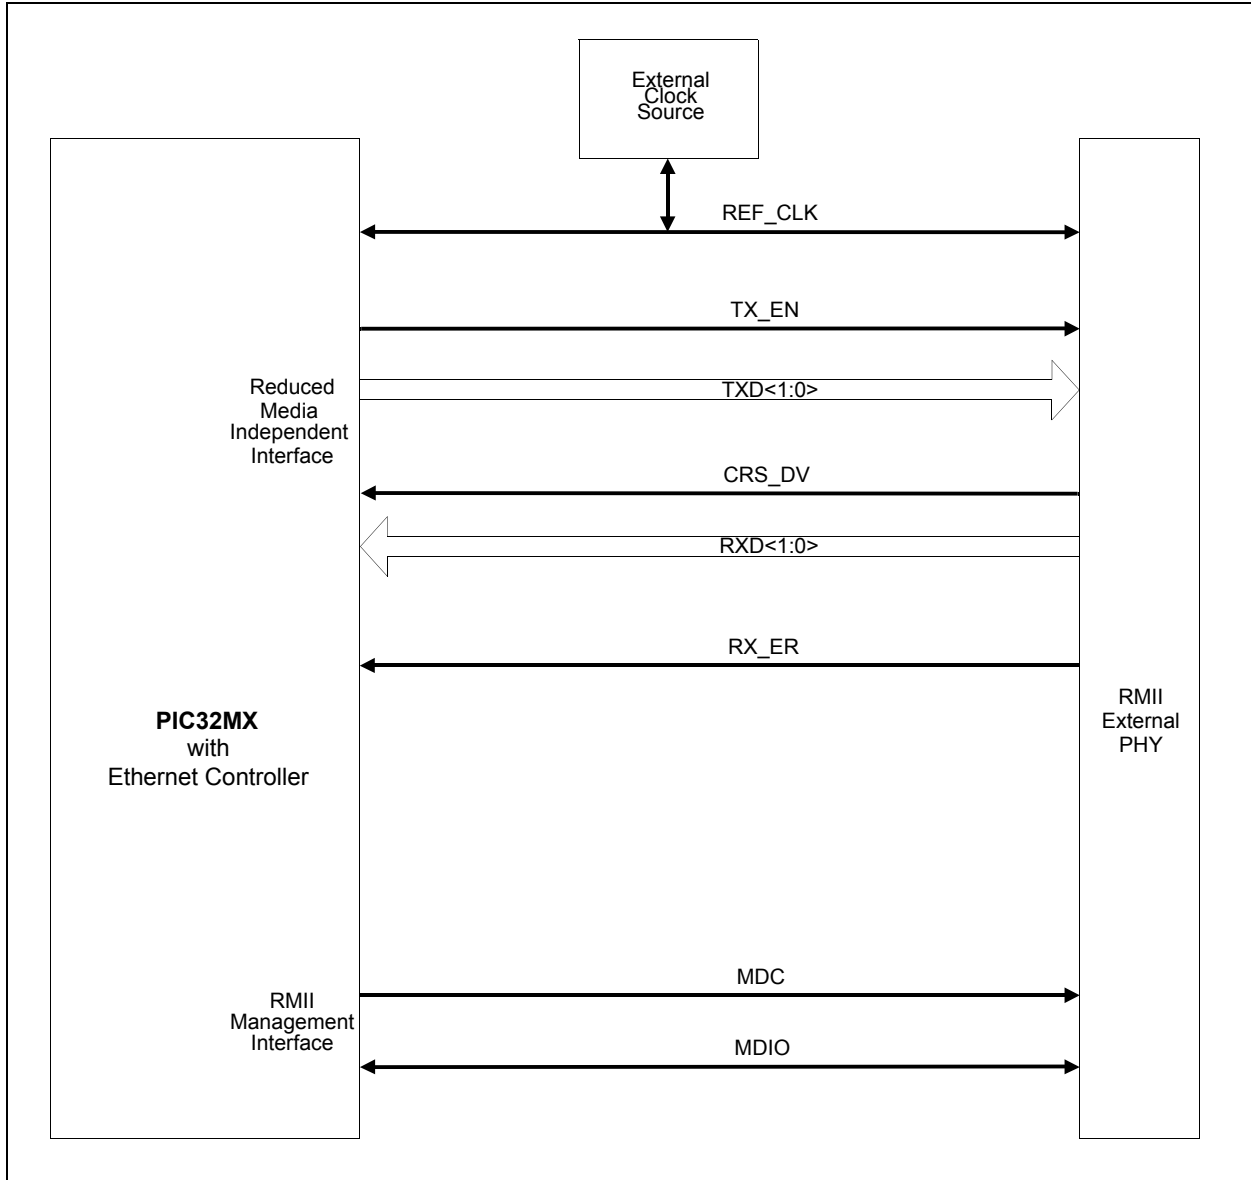 External
Clock
Source
REF_CLK
TX_EN
Reduced
Media
Independent
Interface
TXD<1:0>
CRS_DV
RXD<1:0>
RX_ER
PIC32MX
with
Ethernet Controller
RMII
External
PHY
RMII
Management
Interface
MDC
MDIO